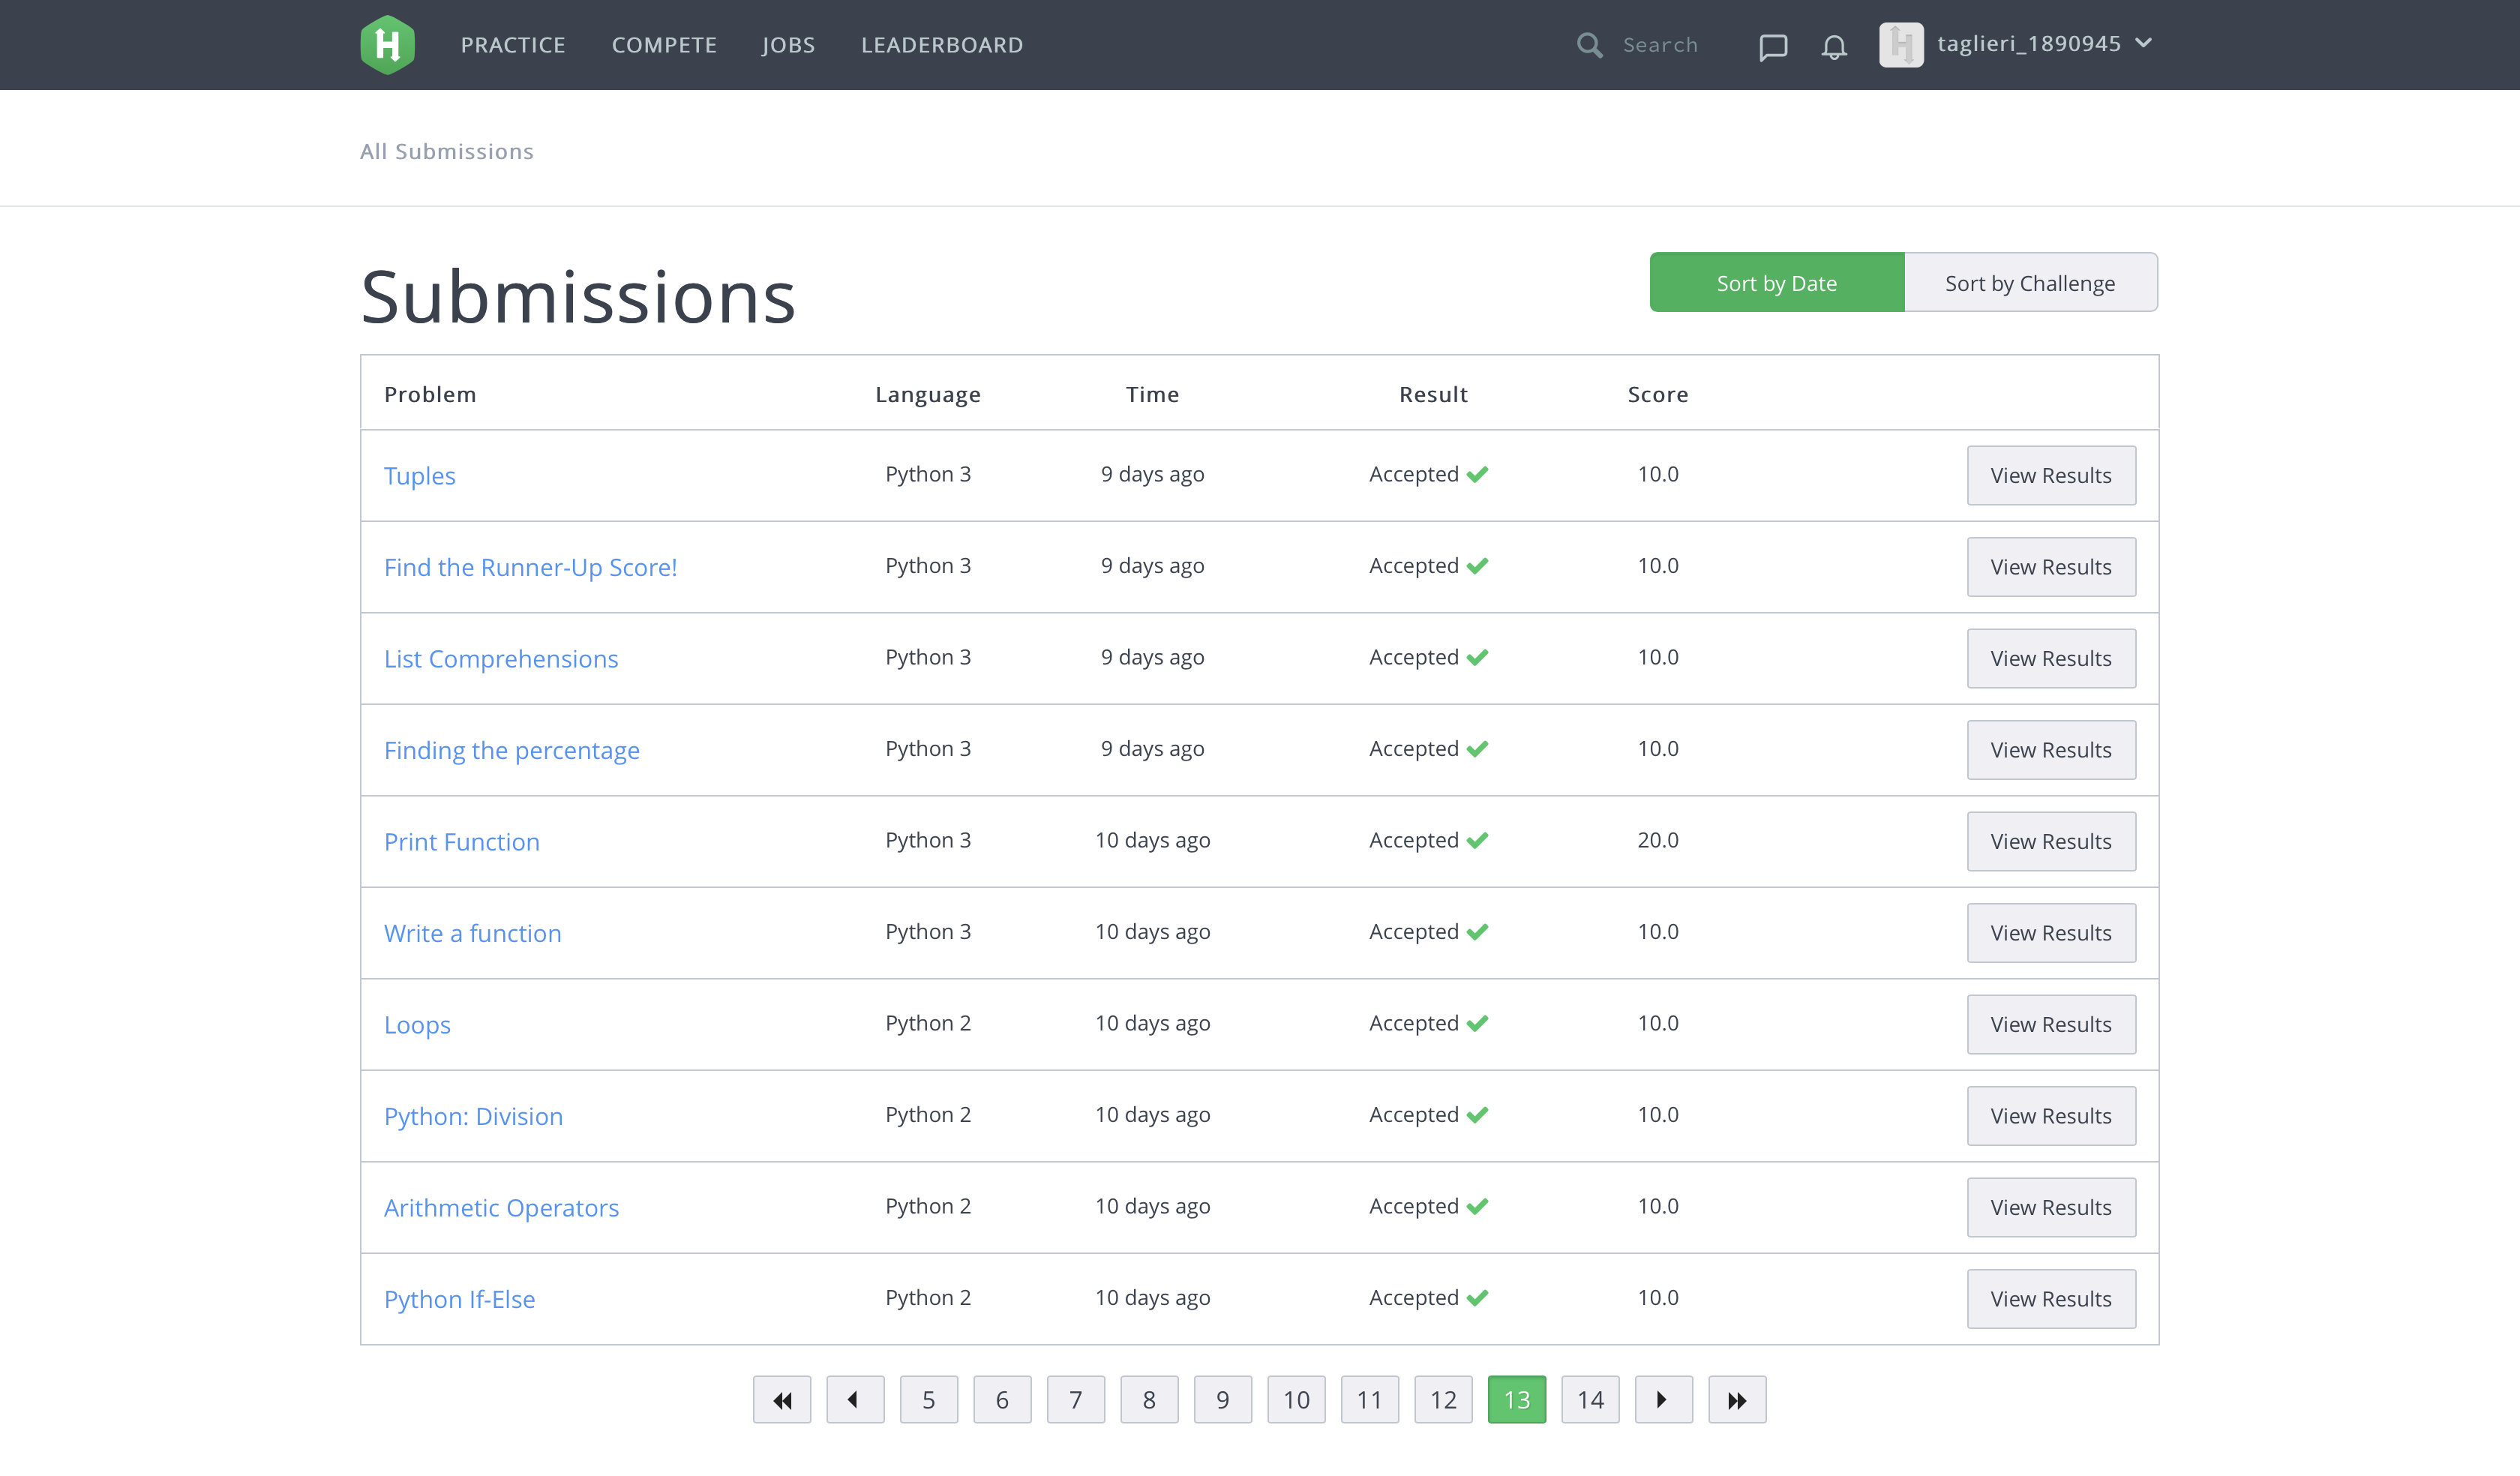 H PRACTICE COMPETE JOBS LEADERBOARD Search H taglieri_1890945
All Submissions
Submissions Sort by Date Sort by Challenge
Problem Language Time Result Score
Tuples Python 3 9 days ago Accepted 10.0 View Results
Find the Runner-Up Score! Python 3 9 days ago Accepted 10.0 View Results
List Comprehensions Python 3 9 days ago Accepted 10.0 View Results
Finding the percentage Python 3 9 days ago Accepted 10.0 View Results
Print Function Python 3 10 days ago Accepted 20.0 View Results
Write a function Python 3 10 days ago Accepted 10.0 View Results
Loops Python 2 10 days ago Accepted 10.0 View Results
Python: Division Python 2 10 days ago Accepted 10.0 View Results
Arithmetic Operators Python 2 10 days ago Accepted 10.0 View Results
Python If-Else Python 2 10 days ago Accepted 10.0 View Results
5 6 7 8 9 10 11 12 13 14